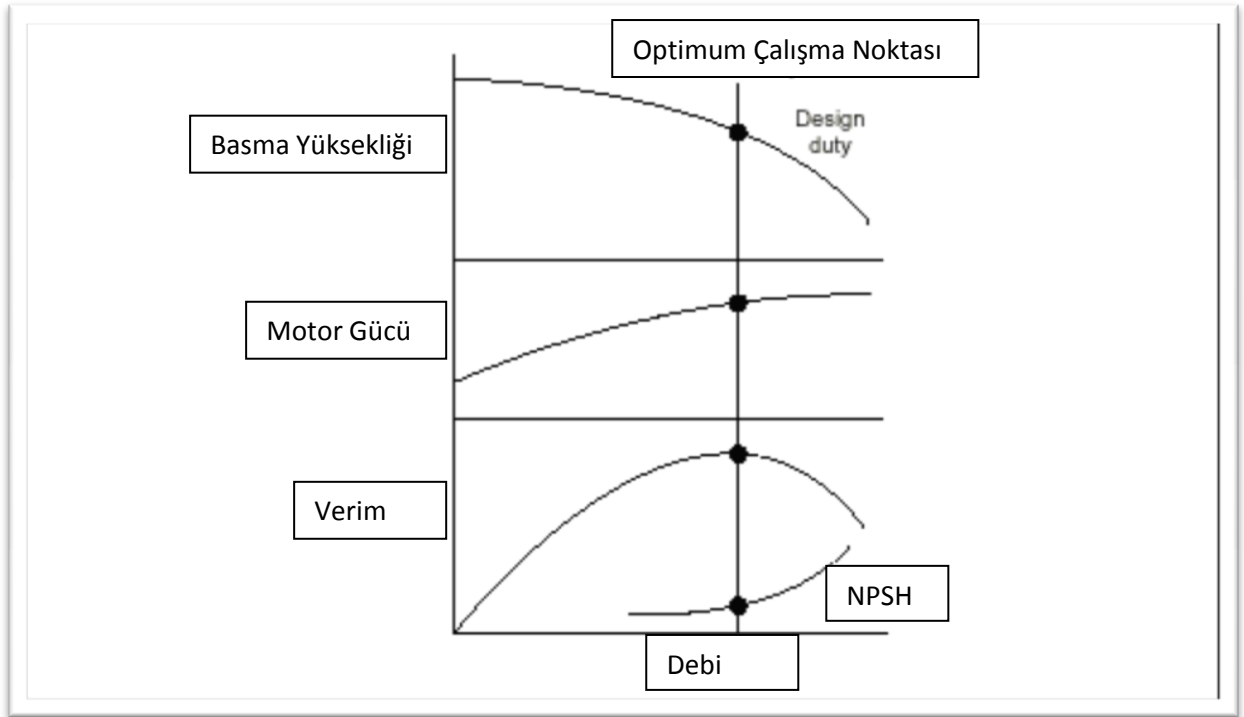 Optimum Çalışma Noktası
Design
duty
Basma Yüksekliği
Motor Gücü
Verim
NPSH
Debi